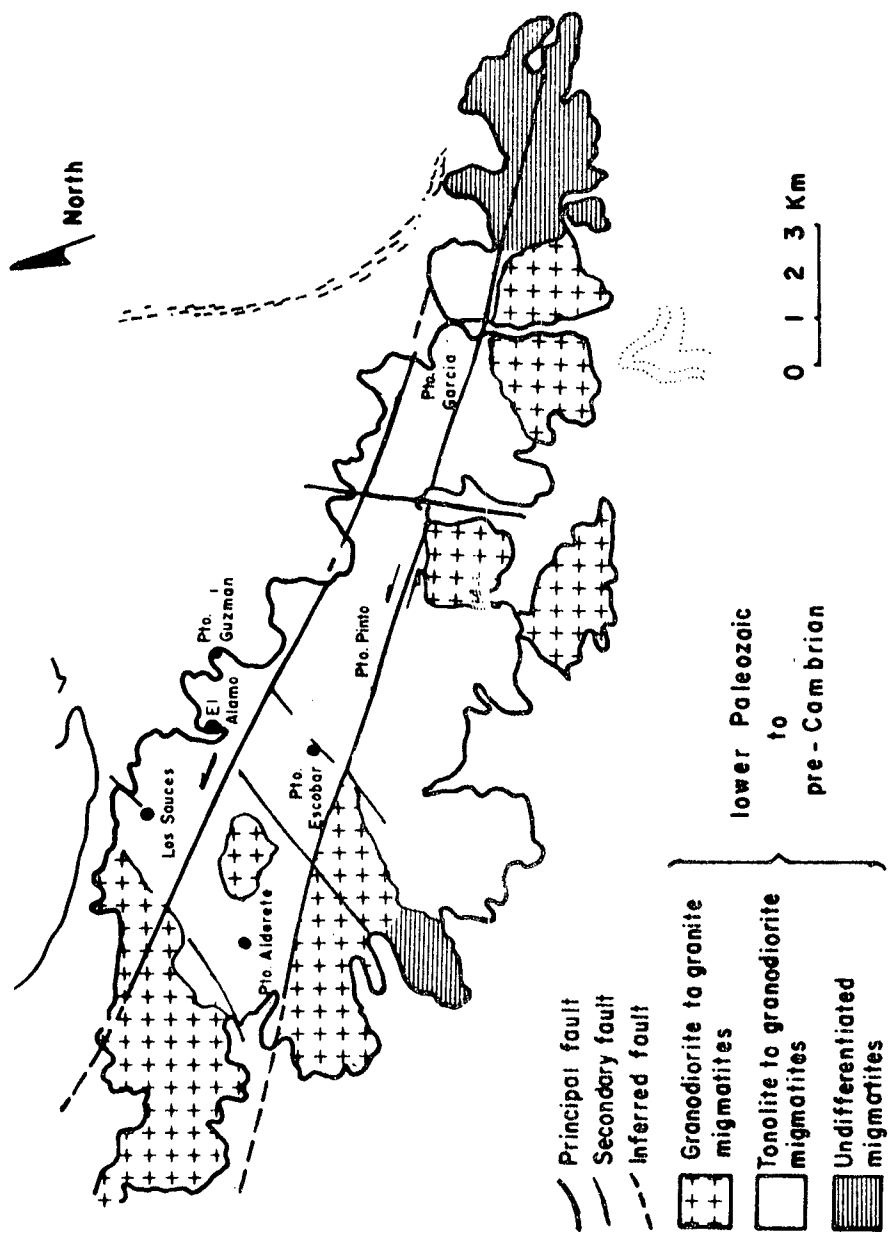 North
Pta.
Guzman
El
Alamo
Los Sauces
Pto. Pinto
Pta.
Garcia
Pto.
Escobar
Pto. Alderete
0 1 2 3 Km
Principal fault
Secondary fault
Inferred fault
Granodiorite to granite
migmatites
Tonolite to granodiorite
migmatites
Undifferentiated
migmatites
lower Paleozoic
to
pre-Cambrian